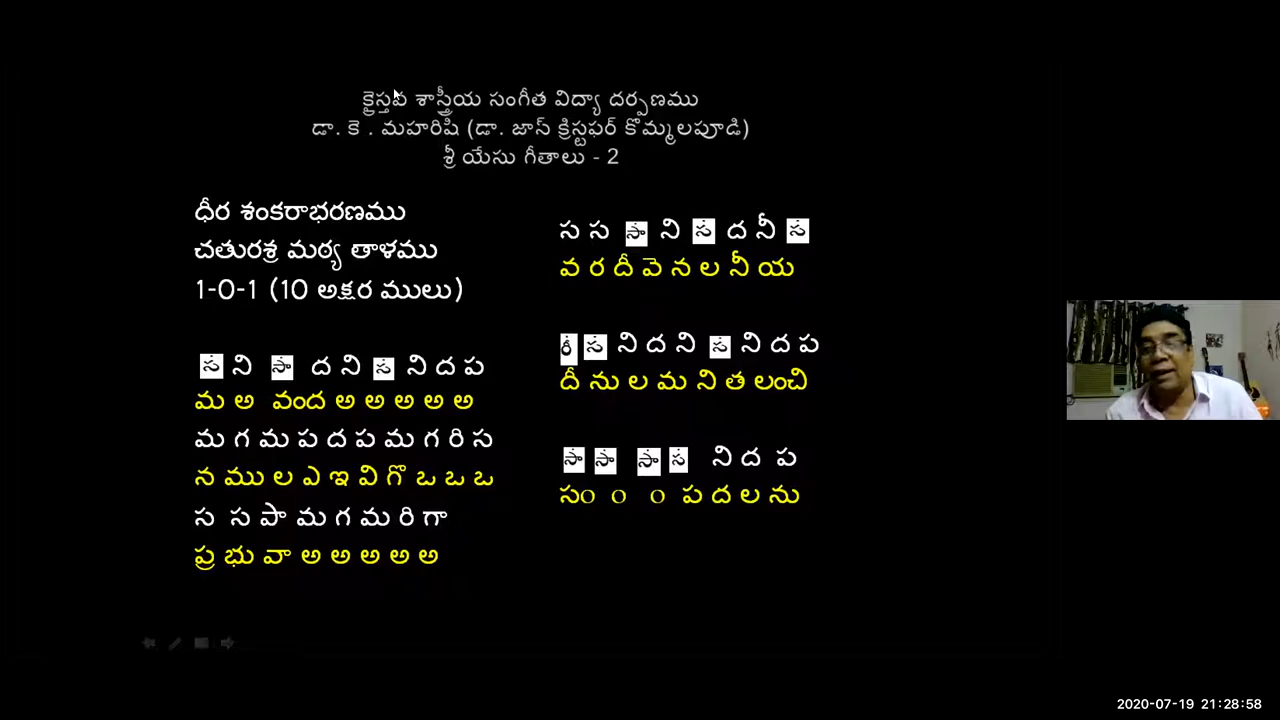 క్రైస్తవ శాస్త్రీయ సంగీత విద్యా దర్పణము
డా. కె . మహరిషి (డా. జాస్ క్రిస్టఫర్ కొమ్మలపూడి)
శ్రీ యేసు గీతాలు - 2
ధీర శంకరాభరణము
చతురశ్ర మఠ్య తాళము
1-0-1 (10 అక్షర ములు)
స̇ ని సా̇ ద ని స̇ ని ద ప
మ అ వంద అ అ అ అ అ
మ గ మ ప ద ప మ గ రి స
న ము ల ఎ ఇ వి గొ ఒ ఒ ఒ
స స పా మ గ మ రి గా
ప్ర భు వా అ అ అ అ అ
స స సా̇ ని స̇ ద నీ స̇
వ ర దీ వె న ల నీ య
రీ̇ స̇ ని ద ని స̇ ని ద ప
దీ ను ల మ ని త లంచి
సా̇ సా̇ సా̇ స̇ ని ద ప
సం ం ం ప ద ల ను
2020-07-19 21:28:58